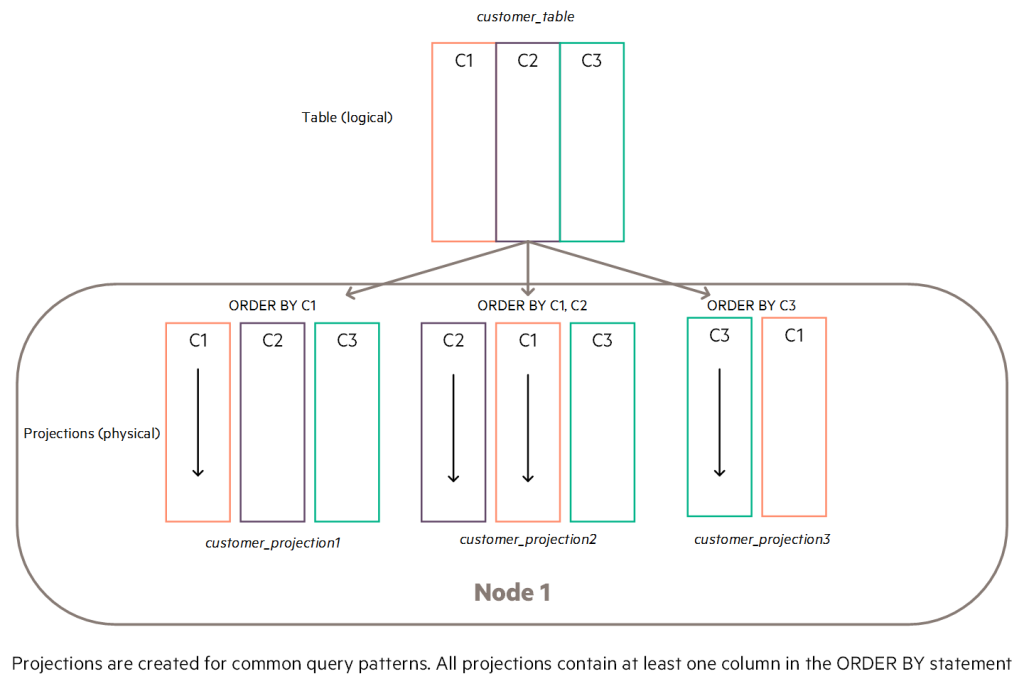 customer_table
C1 C2 C3
Table (logical)
ORDER BY C1 ORDER BY C1, C2 ORDER BY C3
C1 C2 C3 C2 C1 C3 C3 C1
Projections (physical)
customer_projection1 customer_projection2 customer_projection3
Node 1
Projections are created for common query patterns. All projections contain at least one column in the ORDER BY statement